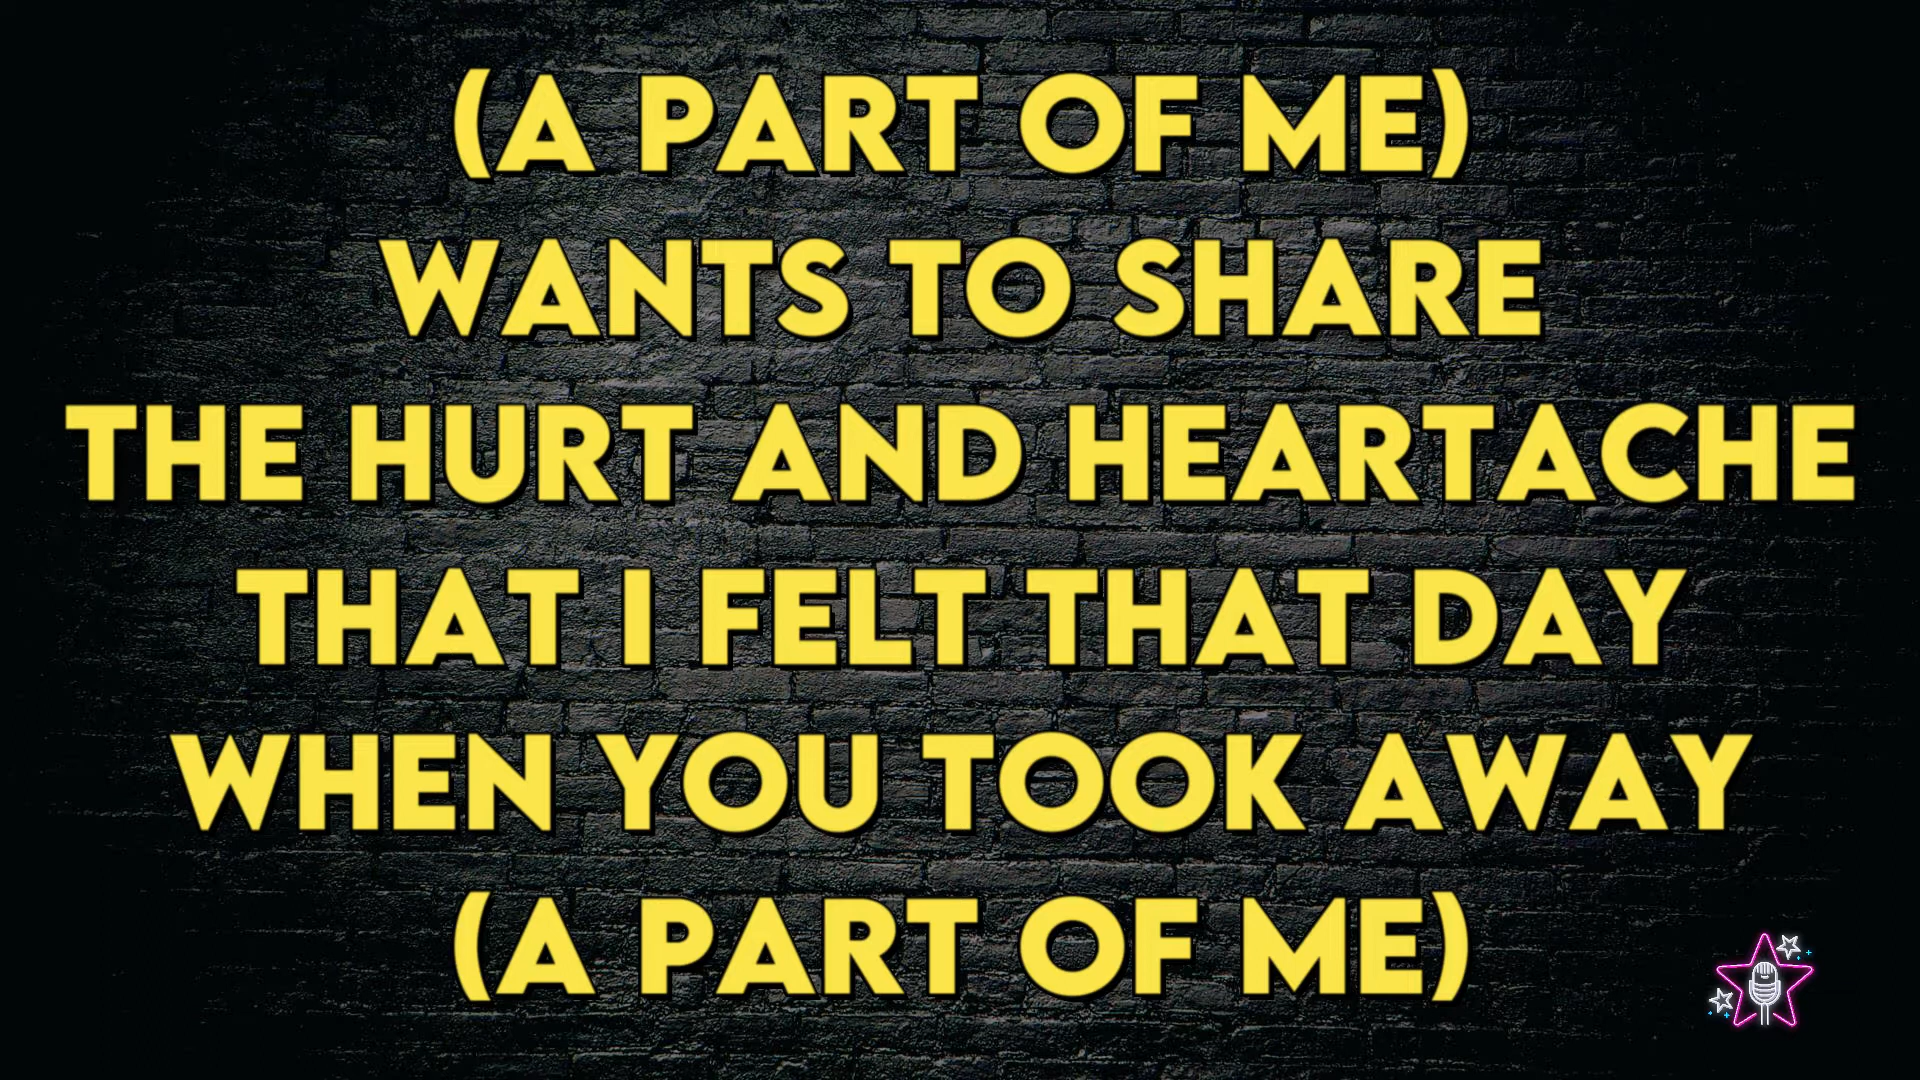 (A PART OF ME)
WANTS TO SHARE
THE HURT AND HEARTACHE
THAT I FELT THAT DAY
WHEN YOU TOOK AWAY
(A PART OF ME)